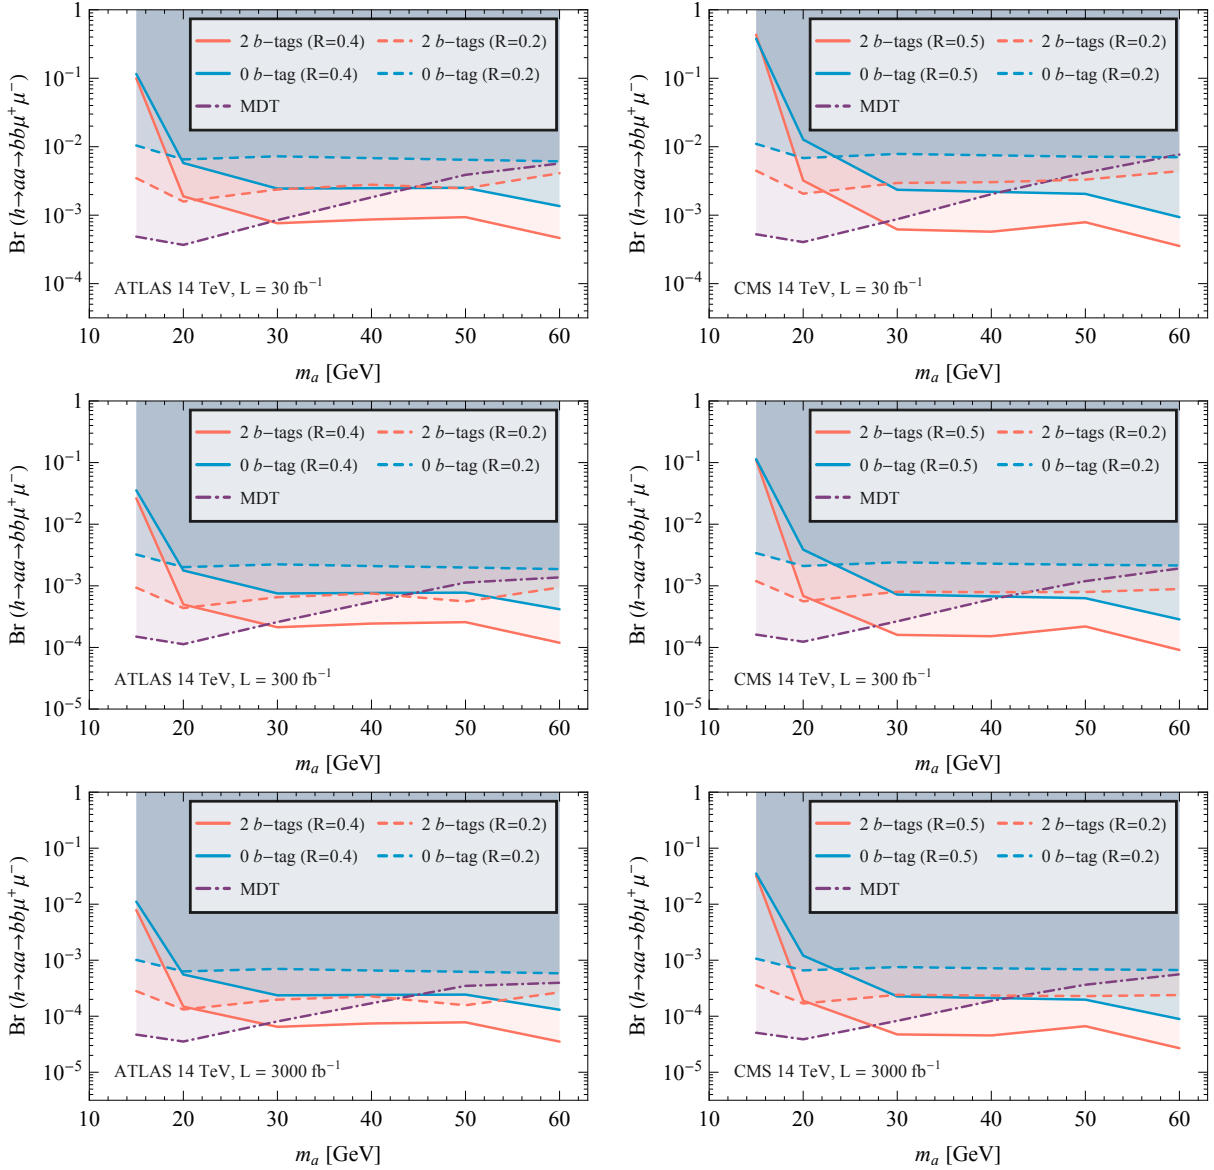 1
10⁻¹
10⁻²
10⁻³
10⁻⁴
Br (h→aa→bbμ⁺μ⁻)
2 b−tags (R=0.4) 2 b−tags (R=0.2)
0 b−tag (R=0.4) 0 b−tag (R=0.2)
MDT
ATLAS 14 TeV, L = 30 fb⁻¹
10 20 30 40 50 60
mₐ [GeV]
1
10⁻¹
10⁻²
10⁻³
10⁻⁴
Br (h→aa→bbμ⁺μ⁻)
2 b−tags (R=0.5) 2 b−tags (R=0.2)
0 b−tag (R=0.5) 0 b−tag (R=0.2)
MDT
CMS 14 TeV, L = 30 fb⁻¹
10 20 30 40 50 60
mₐ [GeV]
1
10⁻¹
10⁻²
10⁻³
10⁻⁴
10⁻⁵
Br (h→aa→bbμ⁺μ⁻)
2 b−tags (R=0.4) 2 b−tags (R=0.2)
0 b−tag (R=0.4) 0 b−tag (R=0.2)
MDT
ATLAS 14 TeV, L = 300 fb⁻¹
10 20 30 40 50 60
mₐ [GeV]
1
10⁻¹
10⁻²
10⁻³
10⁻⁴
10⁻⁵
Br (h→aa→bbμ⁺μ⁻)
2 b−tags (R=0.5) 2 b−tags (R=0.2)
0 b−tag (R=0.5) 0 b−tag (R=0.2)
MDT
CMS 14 TeV, L = 300 fb⁻¹
10 20 30 40 50 60
mₐ [GeV]
1
10⁻¹
10⁻²
10⁻³
10⁻⁴
10⁻⁵
Br (h→aa→bbμ⁺μ⁻)
2 b−tags (R=0.4) 2 b−tags (R=0.2)
0 b−tag (R=0.4) 0 b−tag (R=0.2)
MDT
ATLAS 14 TeV, L = 3000 fb⁻¹
10 20 30 40 50 60
mₐ [GeV]
1
10⁻¹
10⁻²
10⁻³
10⁻⁴
10⁻⁵
Br (h→aa→bbμ⁺μ⁻)
2 b−tags (R=0.5) 2 b−tags (R=0.2)
0 b−tag (R=0.5) 0 b−tag (R=0.2)
MDT
CMS 14 TeV, L = 3000 fb⁻¹
10 20 30 40 50 60
mₐ [GeV]